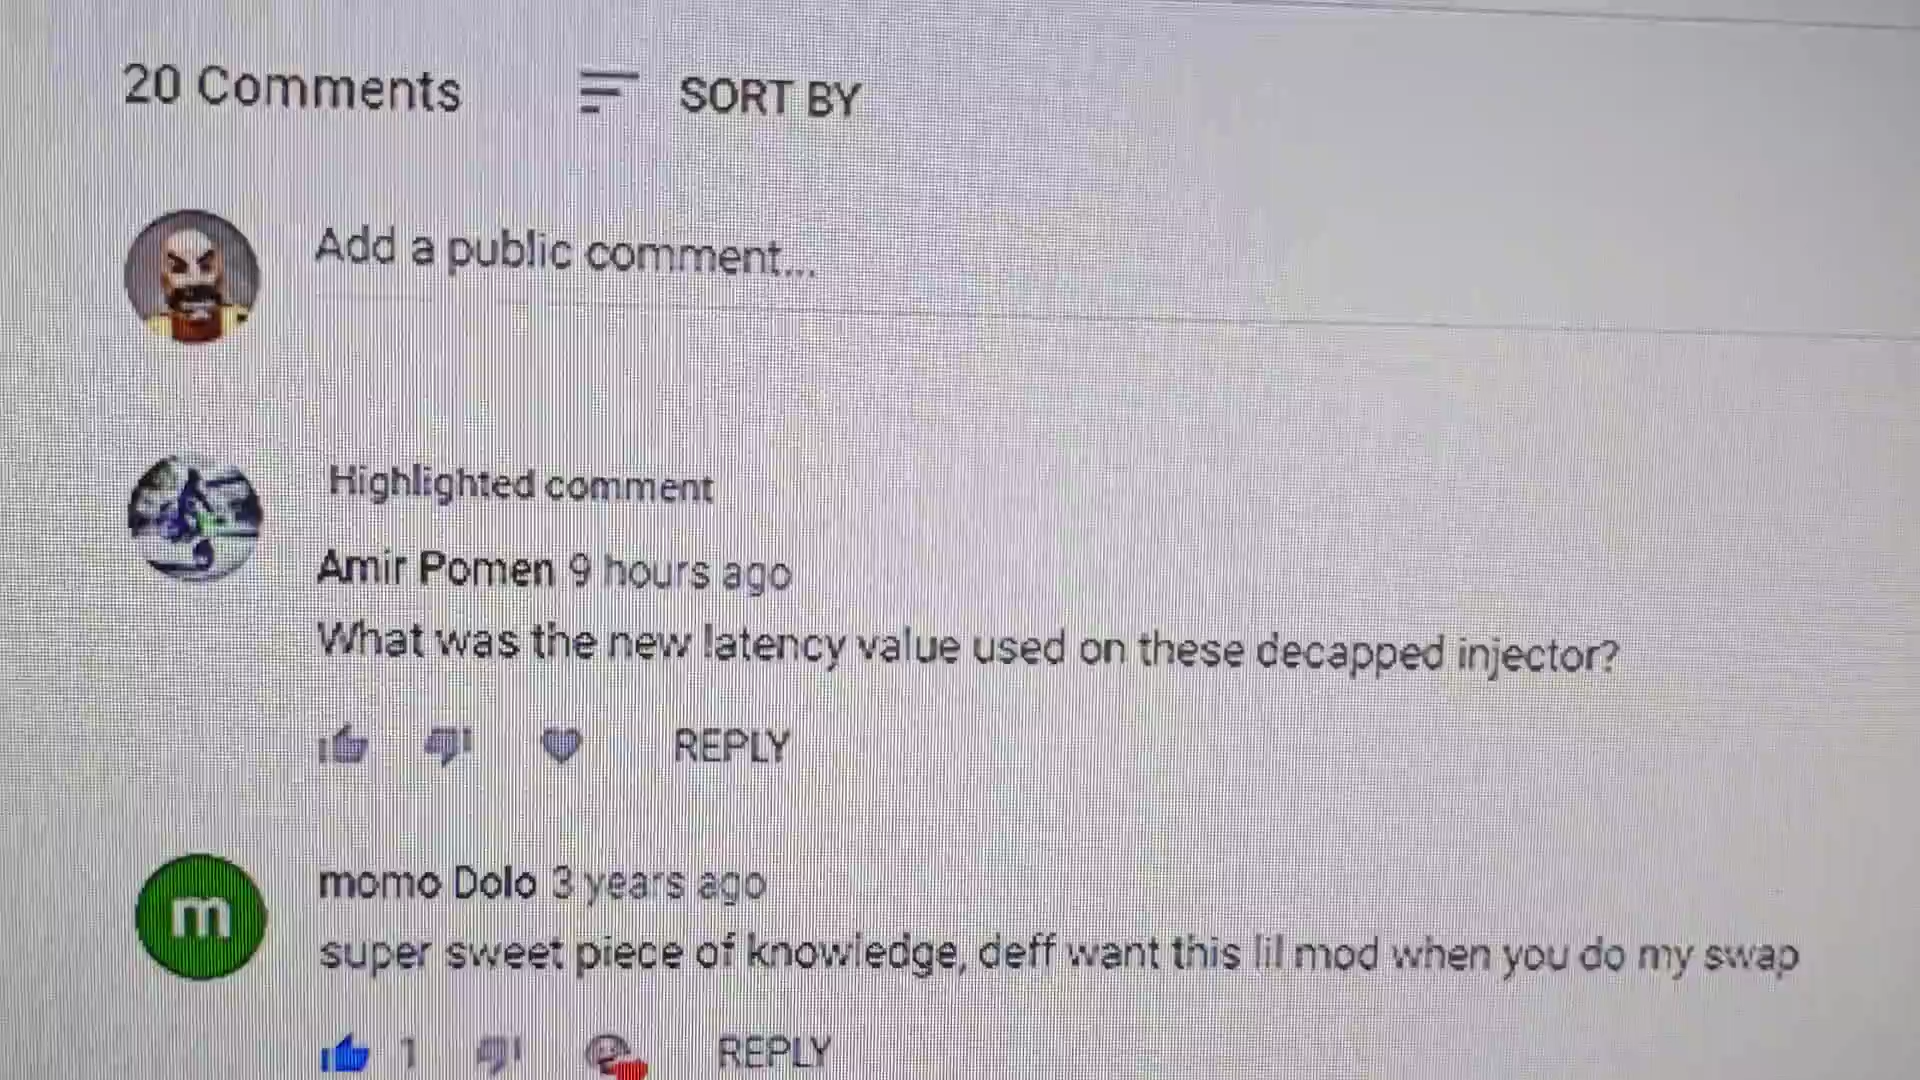 20 Comments SORT BY
Add a public comment...
Highlighted comment
Amir Pomen 9 hours ago
What was the new latency value used on these decapped injector?
REPLY
m
momo Dolo 3 years ago
super sweet piece of knowledge, deff want this lil mod when you do my swap
1 REPLY